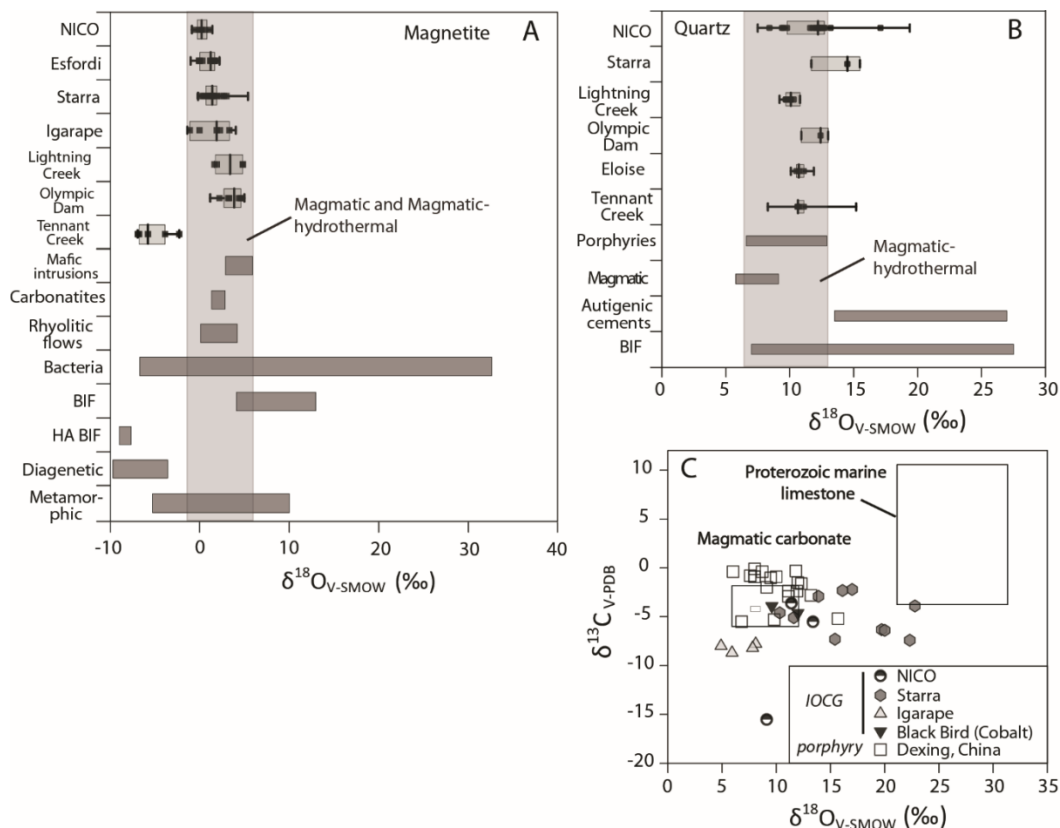 A
Magnetite
NICO
Esfordi
Starra
Igarape
Lightning
Creek
Olympic
Dam
Tennant
Creek
Mafic
intrusions
Carbonatites
Rhyolitic
flows
Bacteria
BIF
HA BIF
Diagenetic
Metamor-
phic
Magmatic and Magmatic-
hydrothermal
-10 0 10 20 30 40
δ¹⁸O V-SMOW (‰)
B
Quartz
NICO
Starra
Lightning
Creek
Olympic
Dam
Eloise
Tennant
Creek
Porphyries
Magmatic
Autigenic
cements
BIF
Magmatic-
hydrothermal
0 5 10 15 20 25 30
δ¹⁸O V-SMOW (‰)
C
Proterozoic marine
limestone
Magmatic carbonate
10
5
0
-5
-10
-15
-20
δ¹³C V-PDB
IOCG
NICO
Starra
Igarape
Black Bird (Cobalt)
porphyry
Dexing, China
0 5 10 15 20 25 30 35
δ¹⁸O V-SMOW (‰)